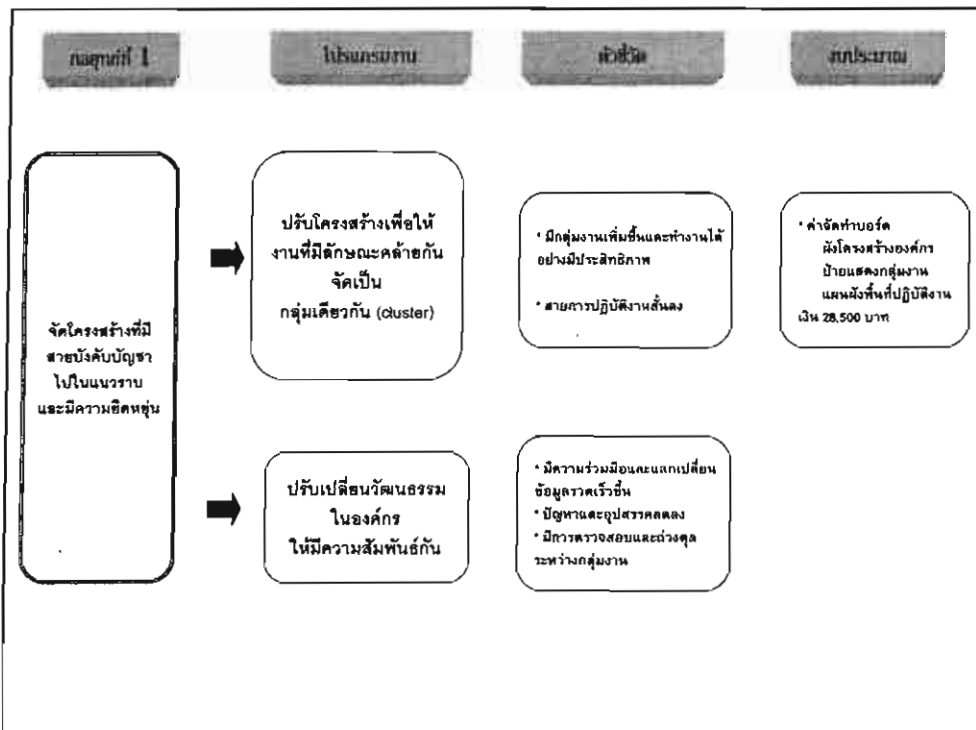 กลยุทธ์ที่ 1
โปรแกรมงาน
ตัวชี้วัด
งบประมาณ
จัดโครงสร้างที่มี
สายบังคับบัญชา
ไปในแนวราบ
และมีความยืดหยุ่น
ปรับโครงสร้างเพื่อให้
งานที่มีลักษณะคล้ายกัน
จัดเป็น
กลุ่มเดียวกัน (cluster)
* มีกลุ่มงานเพิ่มขึ้นและทำงานได้
อย่างมีประสิทธิภาพ
* สายการปฏิบัติงานสั้นลง
* ค่าจัดทำบอร์ด
ผังโครงสร้างองค์กร
ป้ายแสดงกลุ่มงาน
แผนผังพื้นที่ปฏิบัติงาน
เงิน 28,500 บาท
ปรับเปลี่ยนวัฒนธรรม
ในองค์กร
ให้มีความสัมพันธ์กัน
* มีความร่วมมือและแลกเปลี่ยน
ข้อมูลรวดเร็วขึ้น
* ปัญหาและอุปสรรคลดลง
* มีการตรวจสอบและถ่วงดุล
ระหว่างกลุ่มงาน